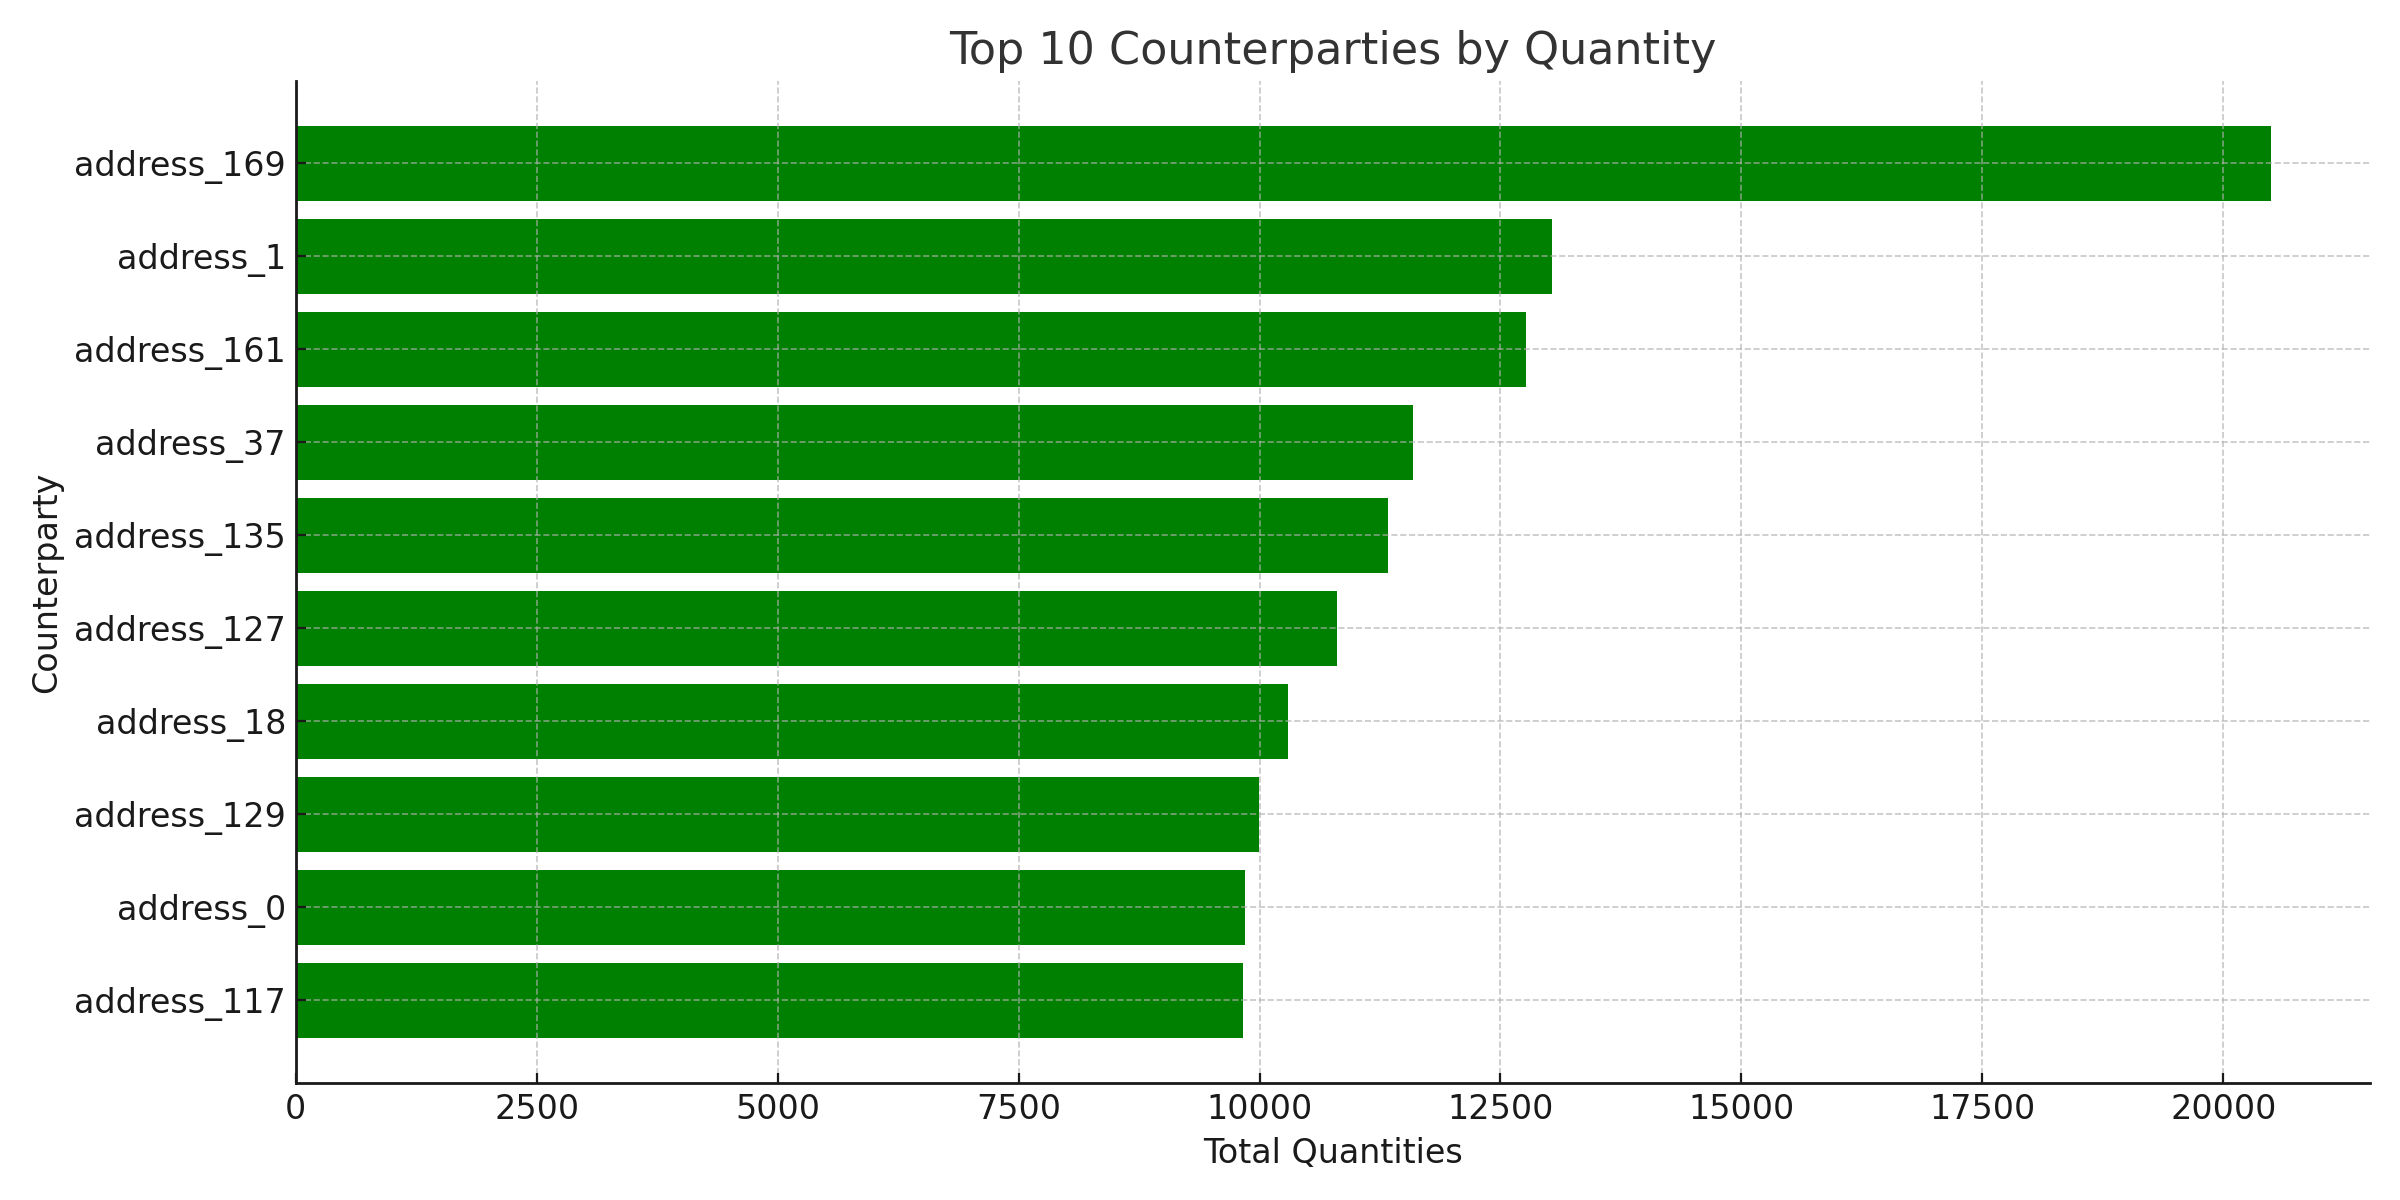 Top 10 Counterparties by Quantity
address_169
address_1
address_161
address_37
address_135
address_127
address_18
address_129
address_0
address_117
Counterparty
0 2500 5000 7500 10000 12500 15000 17500 20000
Total Quantities